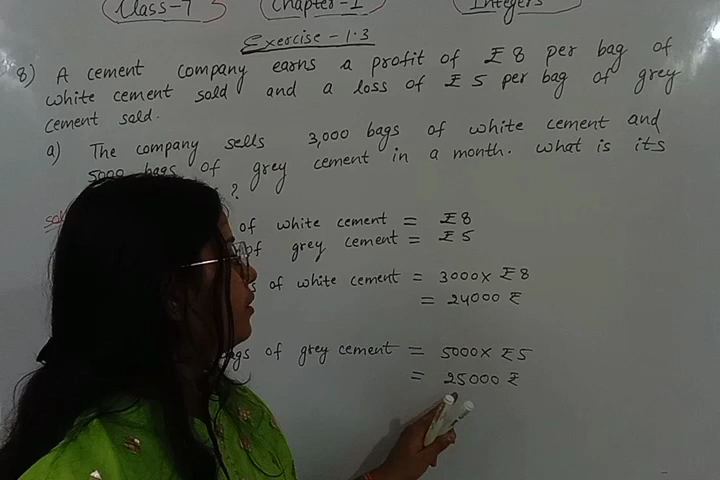 Class-7 Chapter-1 Integers
Exercise - 1.3
8) A cement company earns a profit of ₹8 per bag of
white cement sold and a loss of ₹5 per bag of grey
cement sold.
a) The company sells 3,000 bags of white cement and
5000 bags of grey cement in a month. what is its
?
of white cement = ₹8
of grey cement = ₹5
of white cement = 3000 × ₹8
= 24000 ₹
of grey cement = 5000 × ₹5
= 25000 ₹